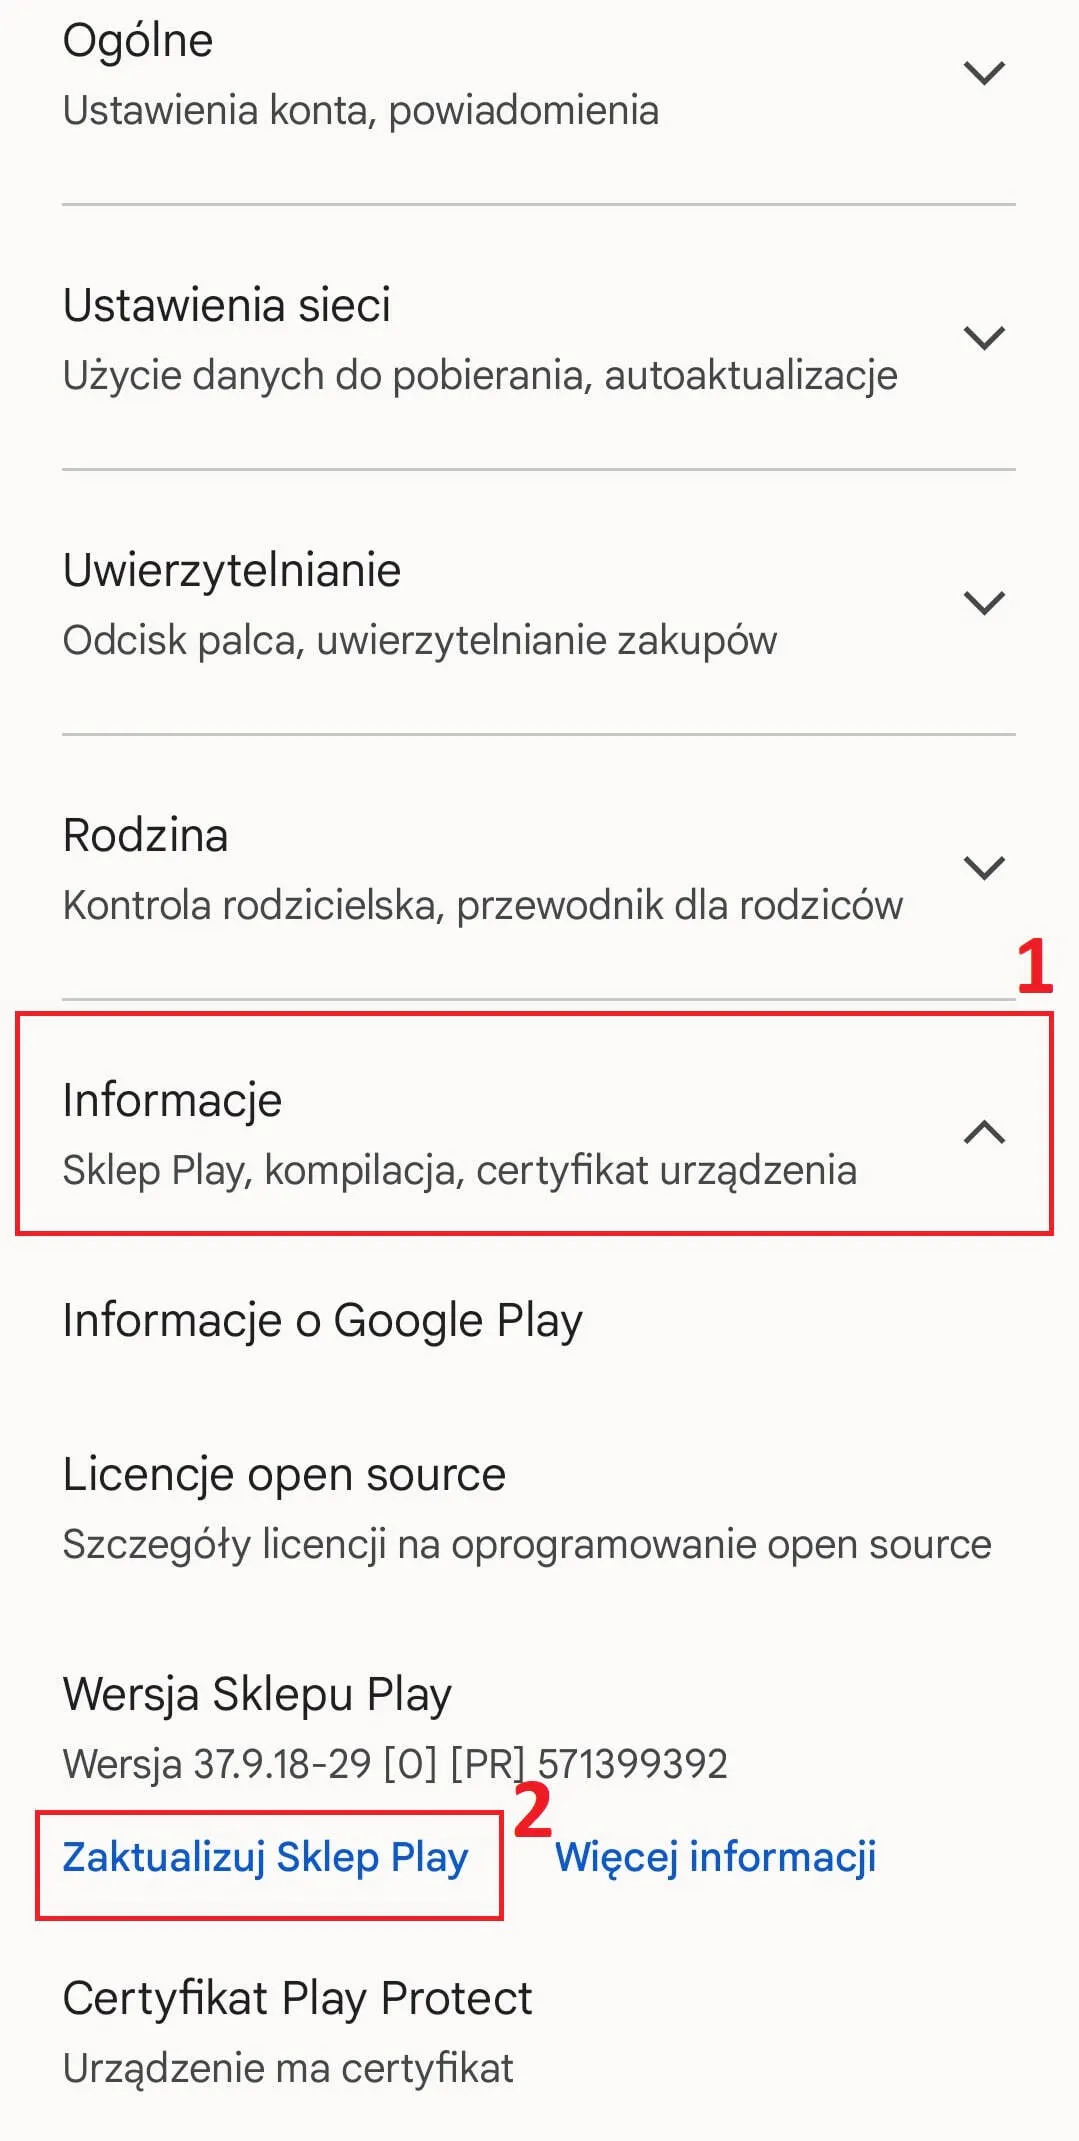 Ogólne
Ustawienia konta, powiadomienia
Ustawienia sieci
Użycie danych do pobierania, autoaktualizacje
Uwierzytelnianie
Odcisk palca, uwierzytelnianie zakupów
Rodzina
Kontrola rodzicielska, przewodnik dla rodziców
1
Informacje
Sklep Play, kompilacja, certyfikat urządzenia
Informacje o Google Play
Licencje open source
Szczegóły licencji na oprogramowanie open source
Wersja Sklepu Play
Wersja 37.9.18-29 [0] [PR] 571399392
2
Zaktualizuj Sklep Play Więcej informacji
Certyfikat Play Protect
Urządzenie ma certyfikat